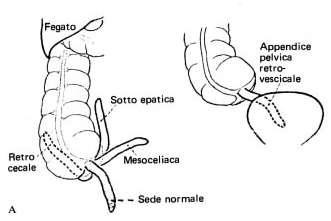 Fegato
Appendice
pelvica
retro-
vescicale
Sotto epatica
Mesoceliaca
Retro
cecale
Sede normale
A